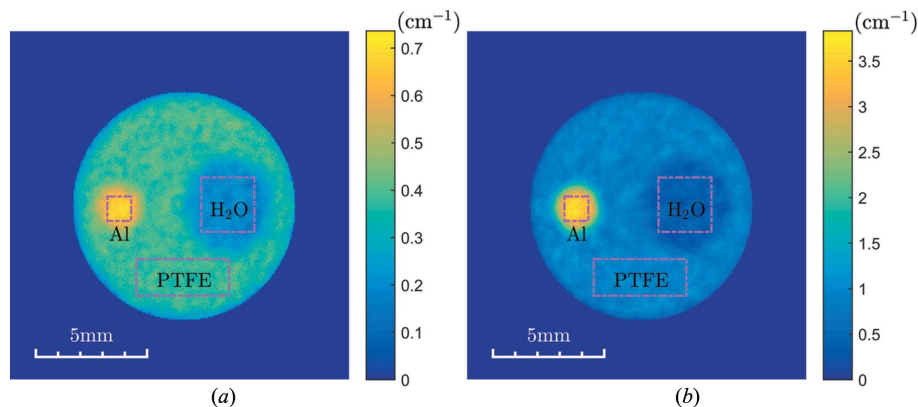 (cm⁻¹)
0.7
0.6
0.5
0.4
0.3
0.2
0.1
0
H₂O
Al
PTFE
5mm
(a)
(cm⁻¹)
3.5
3
2.5
2
1.5
1
0.5
0
H₂O
Al
PTFE
5mm
(b)